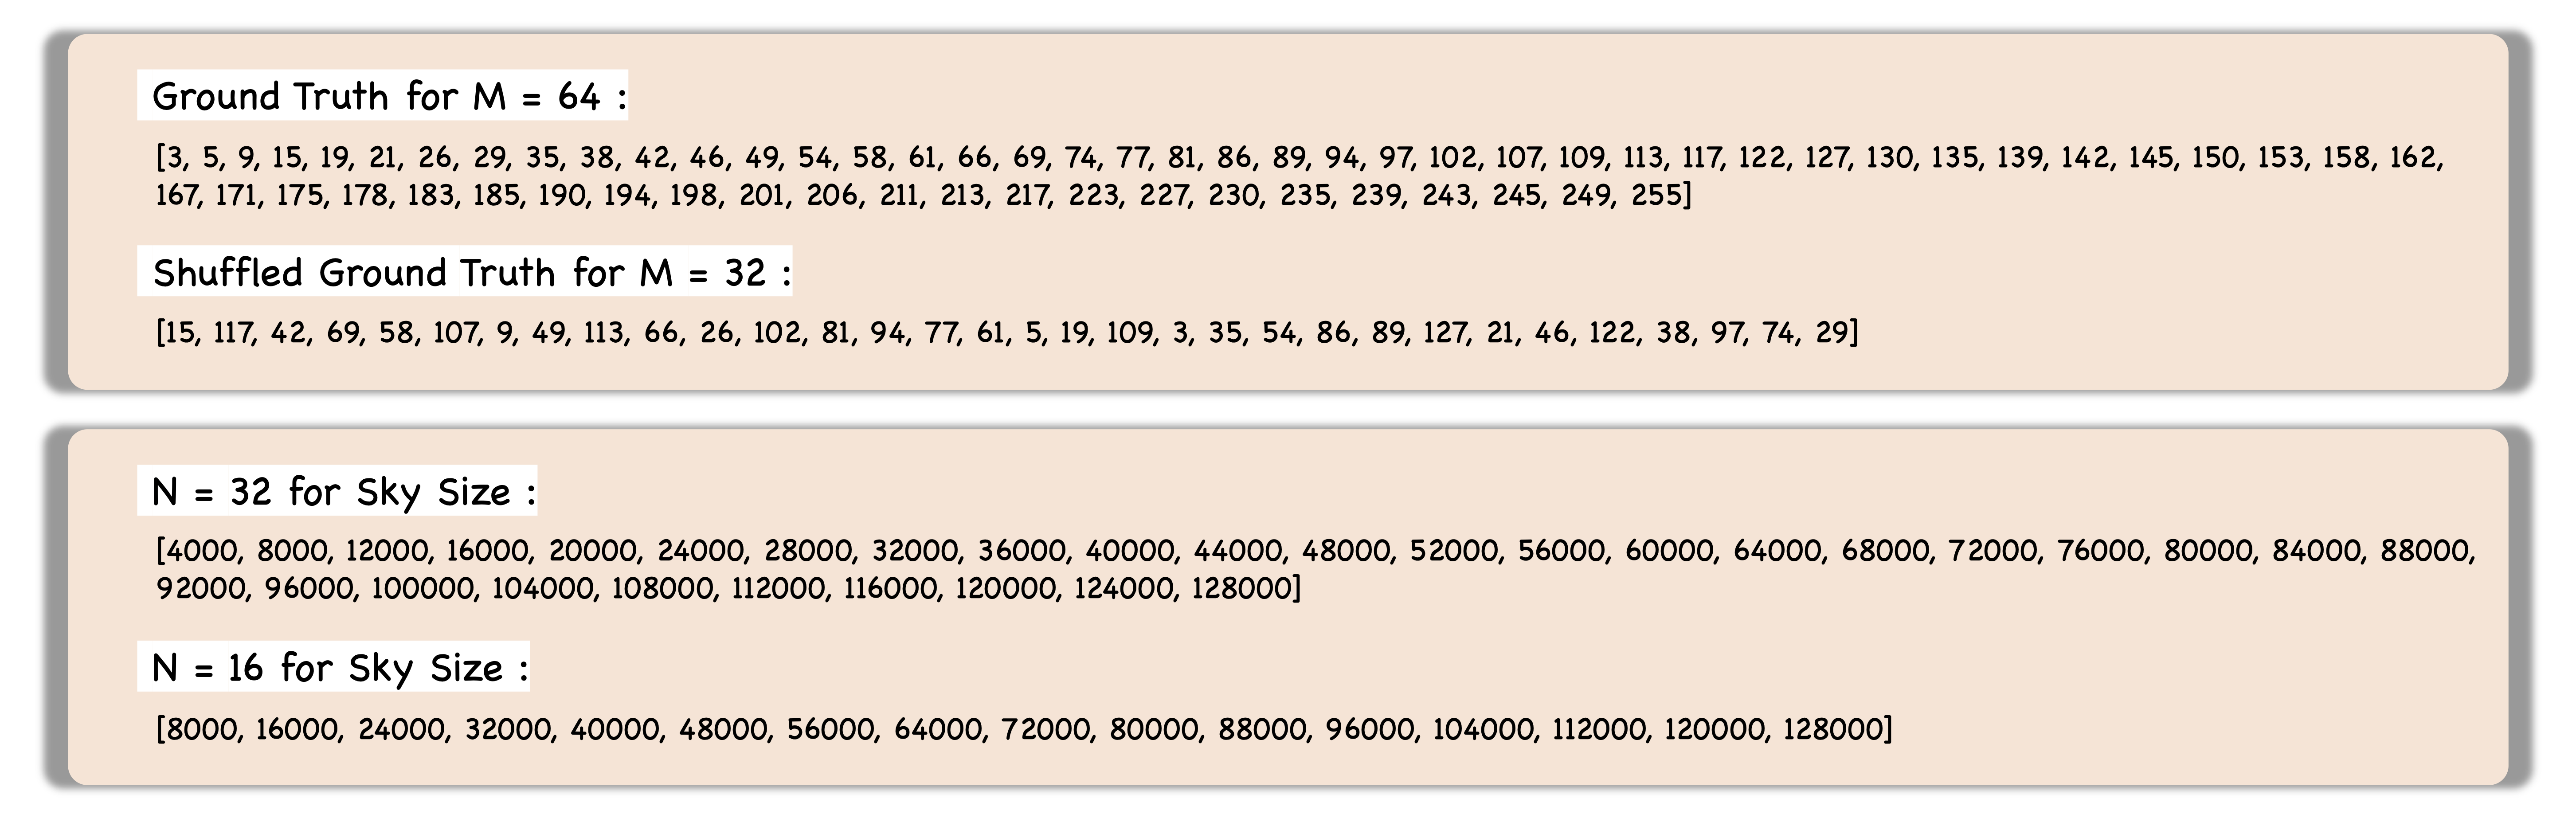 Ground Truth for M = 64 :
[3, 5, 9, 15, 19, 21, 26, 29, 35, 38, 42, 46, 49, 54, 58, 61, 66, 69, 74, 77, 81, 86, 89, 94, 97, 102, 107, 109, 113, 117, 122, 127, 130, 135, 139, 142, 145, 150, 153, 158, 162,
167, 171, 175, 178, 183, 185, 190, 194, 198, 201, 206, 211, 213, 217, 223, 227, 230, 235, 239, 243, 245, 249, 255]
Shuffled Ground Truth for M = 32 :
[15, 117, 42, 69, 58, 107, 9, 49, 113, 66, 26, 102, 81, 94, 77, 61, 5, 19, 109, 3, 35, 54, 86, 89, 127, 21, 46, 122, 38, 97, 74, 29]
N = 32 for Sky Size :
[4000, 8000, 12000, 16000, 20000, 24000, 28000, 32000, 36000, 40000, 44000, 48000, 52000, 56000, 60000, 64000, 68000, 72000, 76000, 80000, 84000, 88000,
92000, 96000, 100000, 104000, 108000, 112000, 116000, 120000, 124000, 128000]
N = 16 for Sky Size :
[8000, 16000, 24000, 32000, 40000, 48000, 56000, 64000, 72000, 80000, 88000, 96000, 104000, 112000, 120000, 128000]